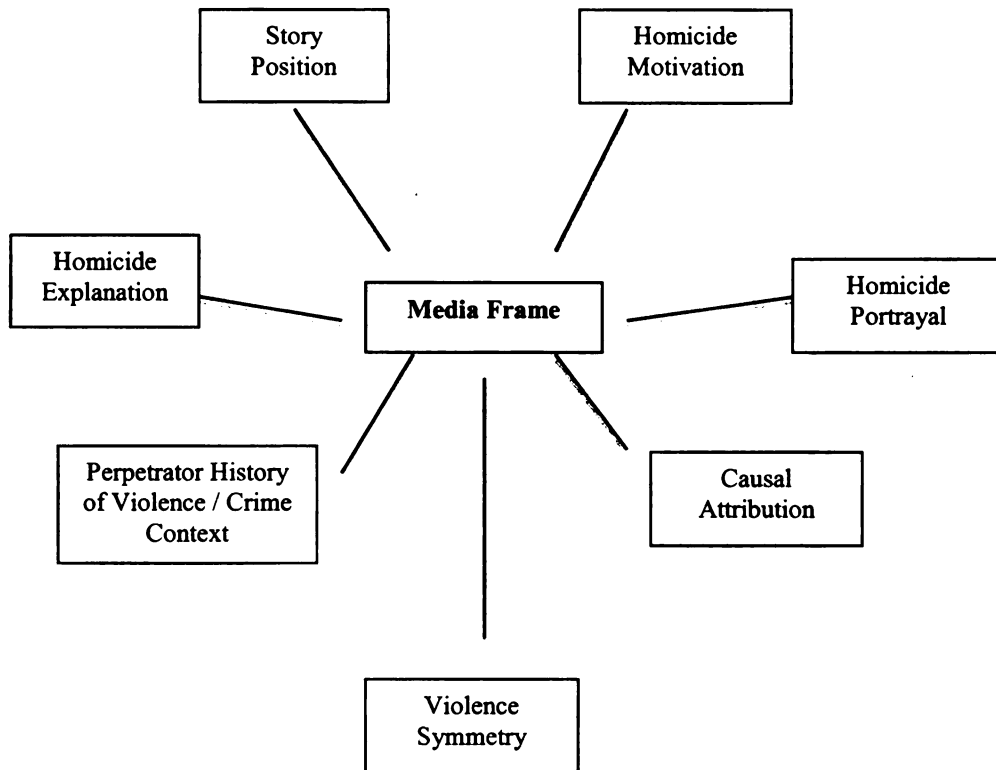 Story
Position
Homicide
Motivation
Homicide
Explanation
Media Frame
Homicide
Portrayal
Perpetrator History
of Violence / Crime
Context
Causal
Attribution
Violence
Symmetry